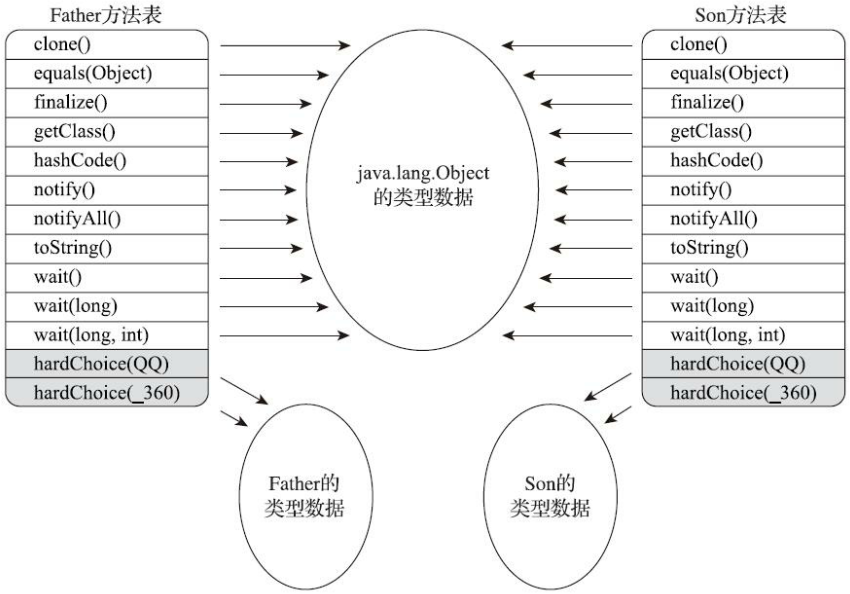 Father方法表
clone()
equals(Object)
finalize()
getClass()
hashCode()
notify()
notifyAll()
toString()
wait()
wait(long)
wait(long, int)
hardChoice(QQ)
hardChoice(_360)
java.lang.Object
的类型数据
Father的
类型数据
Son的
类型数据
Son方法表
clone()
equals(Object)
finalize()
getClass()
hashCode()
notify()
notifyAll()
toString()
wait()
wait(long)
wait(long, int)
hardChoice(QQ)
hardChoice(_360)